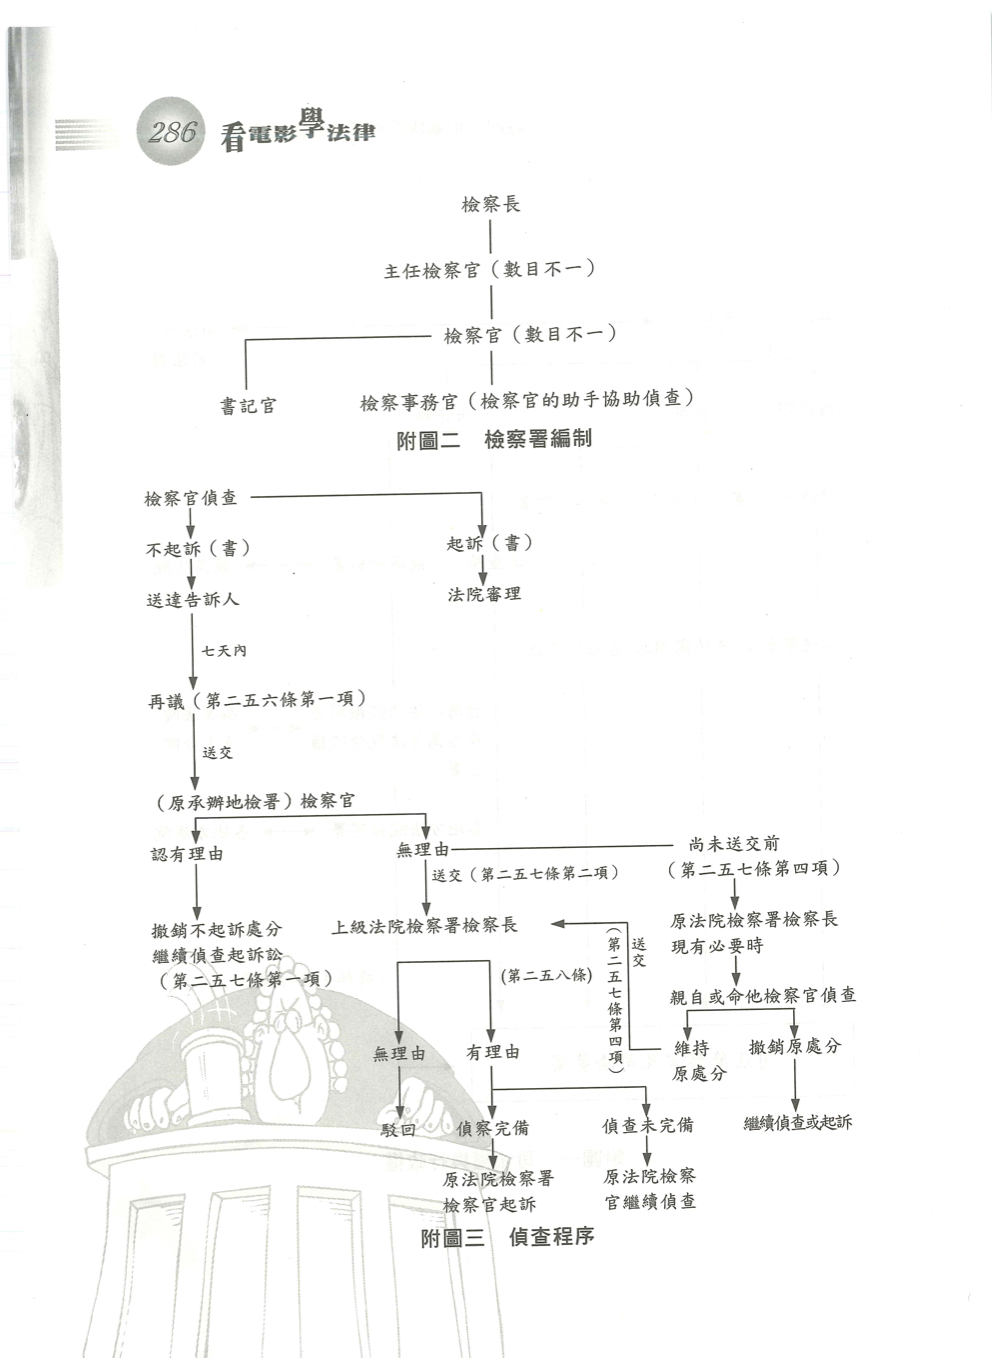 286
看電影學法律
檢察長
主任檢察官（數目不一）
檢察官（數目不一）
書記官
檢察事務官（檢察官的助手協助偵查）
附圖二　檢察署編制
檢察官偵查
不起訴（書）
起訴（書）
送達告訴人
法院審理
七天內
再議（第二五六條第一項）
送交
（原承辦地檢署）檢察官
認有理由
無理由
尚未送交前
（第二五七條第四項）
送交（第二五七條第二項）
撤銷不起訴處分
繼續偵查起訴訟
（第二五七條第一項）
上級法院檢察署檢察長
原法院檢察署檢察長
現有必要時
送交
（第二五七條第四項）
(第二五八條)
親自或命他檢察官偵查
無理由
有理由
維持
原處分
撤銷原處分
駁回
偵察完備
偵查未完備
繼續偵查或起訴
原法院檢察署
檢察官起訴
原法院檢察
官繼續偵查
附圖三　偵查程序